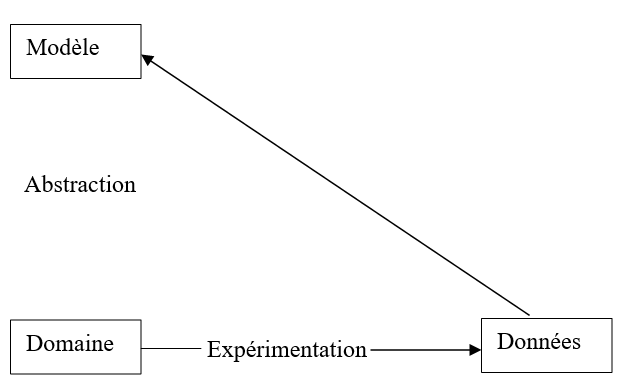 Modèle
Abstraction
Domaine
Expérimentation
Données